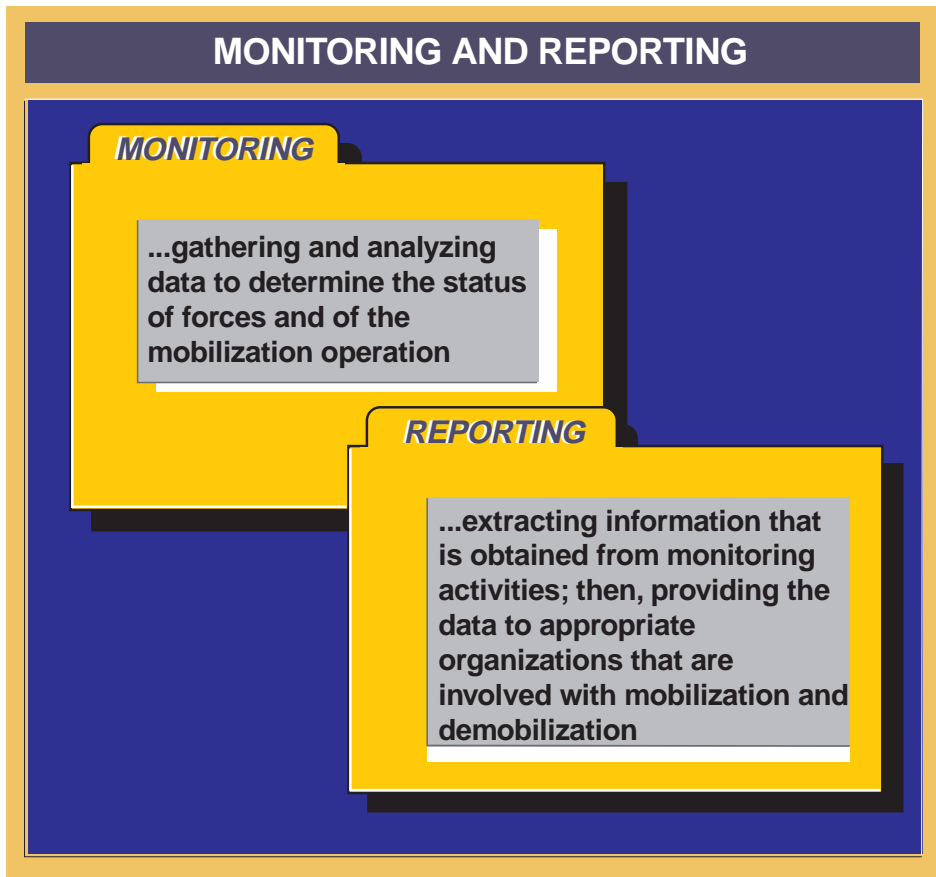 MONITORING AND REPORTING
MONITORING
...gathering and analyzing
data to determine the status
of forces and of the
mobilization operation
REPORTING
...extracting information that
is obtained from monitoring
activities; then, providing the
data to appropriate
organizations that are
involved with mobilization and
demobilization